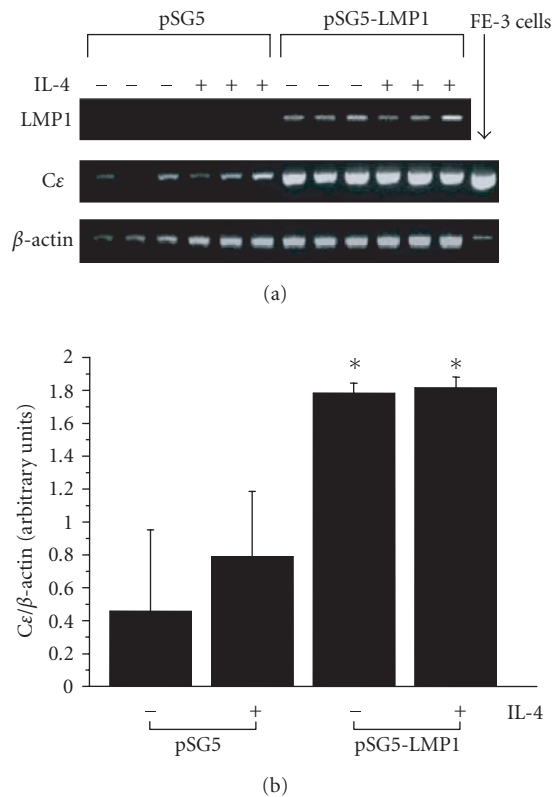 pSG5 pSG5-LMP1 FE-3 cells
IL-4 − − − + + + − − − + + +
LMP1
Cε
β-actin
(a)
Cε/β-actin (arbitrary units)
2
1.8
1.6
1.4
1.2
1
0.8
0.6
0.4
0.2
0
* *
− + − + IL-4
pSG5 pSG5-LMP1
(b)